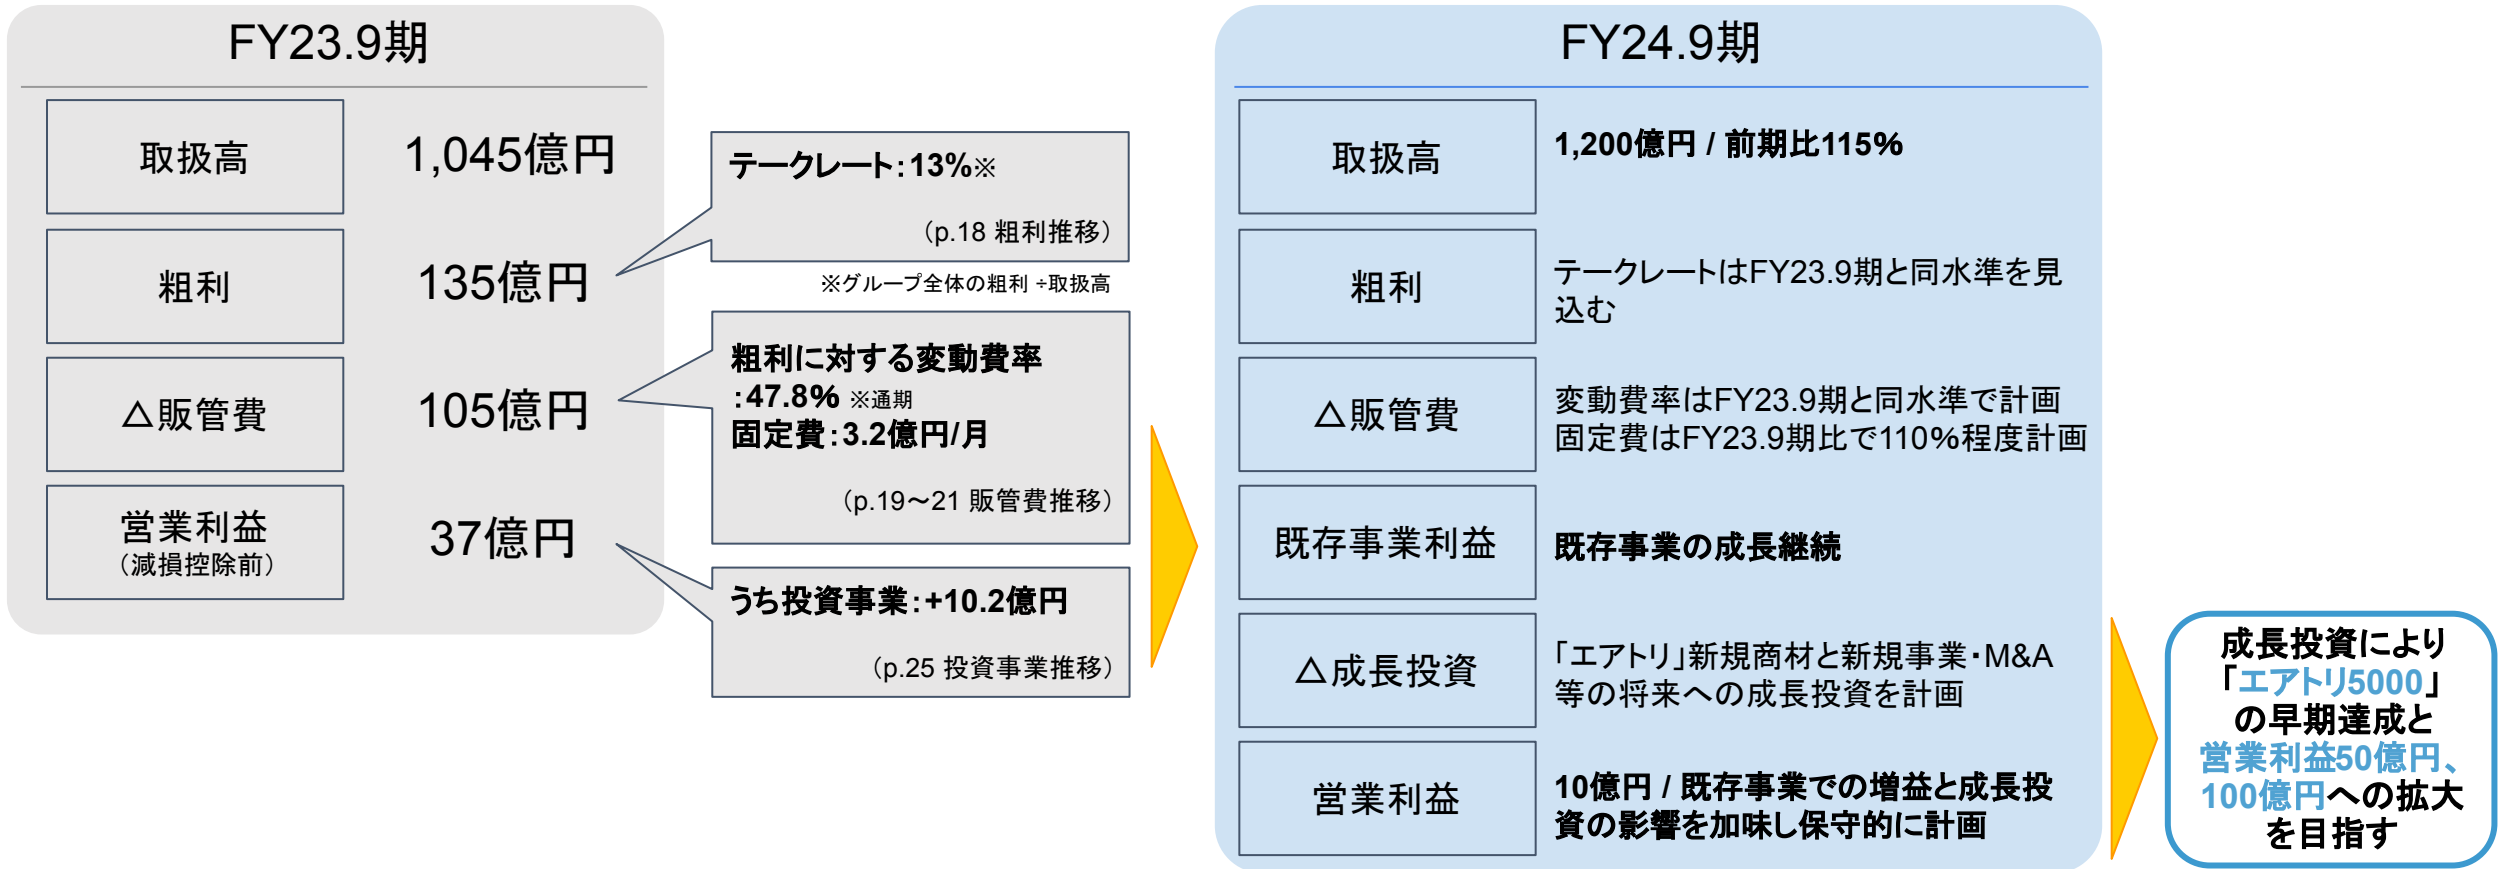 FY23.9期
取扱高
1,045億円
粗利
135億円
△販管費
105億円
営業利益
（減損控除前）
37億円
テークレート：13%※
（p.18 粗利推移）
※グループ全体の粗利 ÷取扱高
粗利に対する変動費率
：47.8% ※通期
固定費：3.2億円/月
（p.19～21 販管費推移）
うち投資事業：+10.2億円
（p.25 投資事業推移）
FY24.9期
取扱高
1,200億円 / 前期比115%
粗利
テークレートはFY23.9期と同水準を見
込む
△販管費
変動費率はFY23.9期と同水準で計画
固定費はFY23.9期比で110%程度計画
既存事業利益
既存事業の成長継続
△成長投資
「エアトリ」新規商材と新規事業・M&A
等の将来への成長投資を計画
営業利益
10億円 / 既存事業での増益と成長投
資の影響を加味し保守的に計画
成長投資により
「エアトリ5000」
の早期達成と
営業利益50億円、
100億円への拡大
を目指す